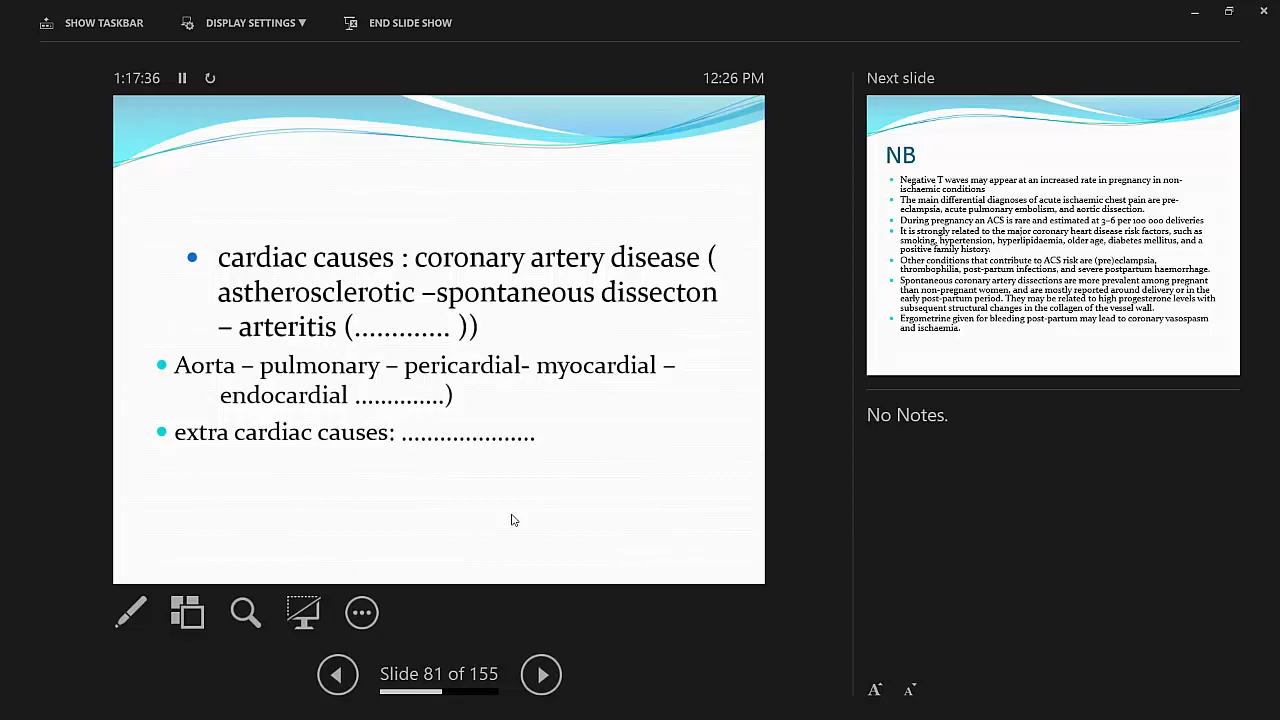 SHOW TASKBAR
DISPLAY SETTINGS ▼
END SLIDE SHOW
1:17:36
12:26 PM
• cardiac causes : coronary artery disease (
astherosclerotic –spontaneous dissecton
– arteritis (............. ))
• Aorta – pulmonary – pericardial- myocardial –
endocardial ..............)
• extra cardiac causes: .....................
Slide 81 of 155
Next slide
NB
• Negative T waves may appear at an increased rate in pregnancy in non-
ischaemic conditions
• The main differential diagnoses of acute ischaemic chest pain are pre-
eclampsia, acute pulmonary embolism, and aortic dissection.
• During pregnancy an ACS is rare and estimated at 3–6 per 100 000 deliveries
• It is strongly related to the major coronary heart disease risk factors, such as
smoking, hypertension, hyperlipidaemia, older age, diabetes mellitus, and a
positive family history.
• Other conditions that contribute to ACS risk are (pre)eclampsia,
thrombophilia, post-partum infections, and severe postpartum haemorrhage.
• Spontaneous coronary artery dissections are more prevalent among pregnant
than non-pregnant women, and are mostly reported around delivery or in the
early post-partum period. They may be related to high progesterone levels with
subsequent structural changes in the collagen of the vessel wall.
• Ergometrine given for bleeding post-partum may lead to coronary vasospasm
and ischaemia.
No Notes.
A A